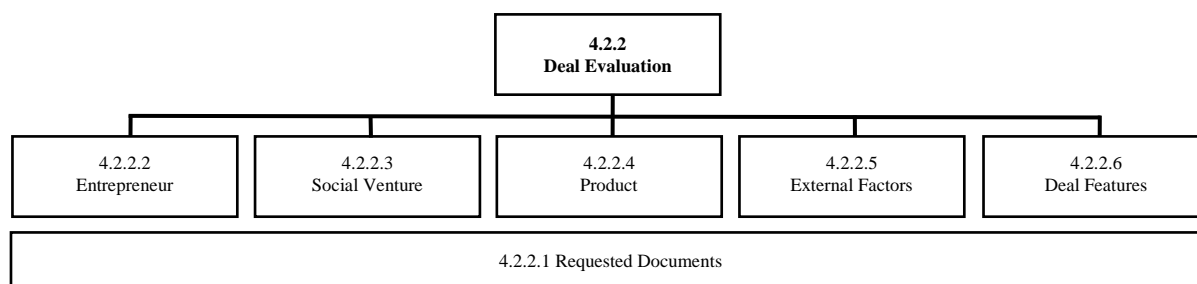 4.2.2
Deal Evaluation
4.2.2.2
Entrepreneur
4.2.2.3
Social Venture
4.2.2.4
Product
4.2.2.5
External Factors
4.2.2.6
Deal Features
4.2.2.1 Requested Documents